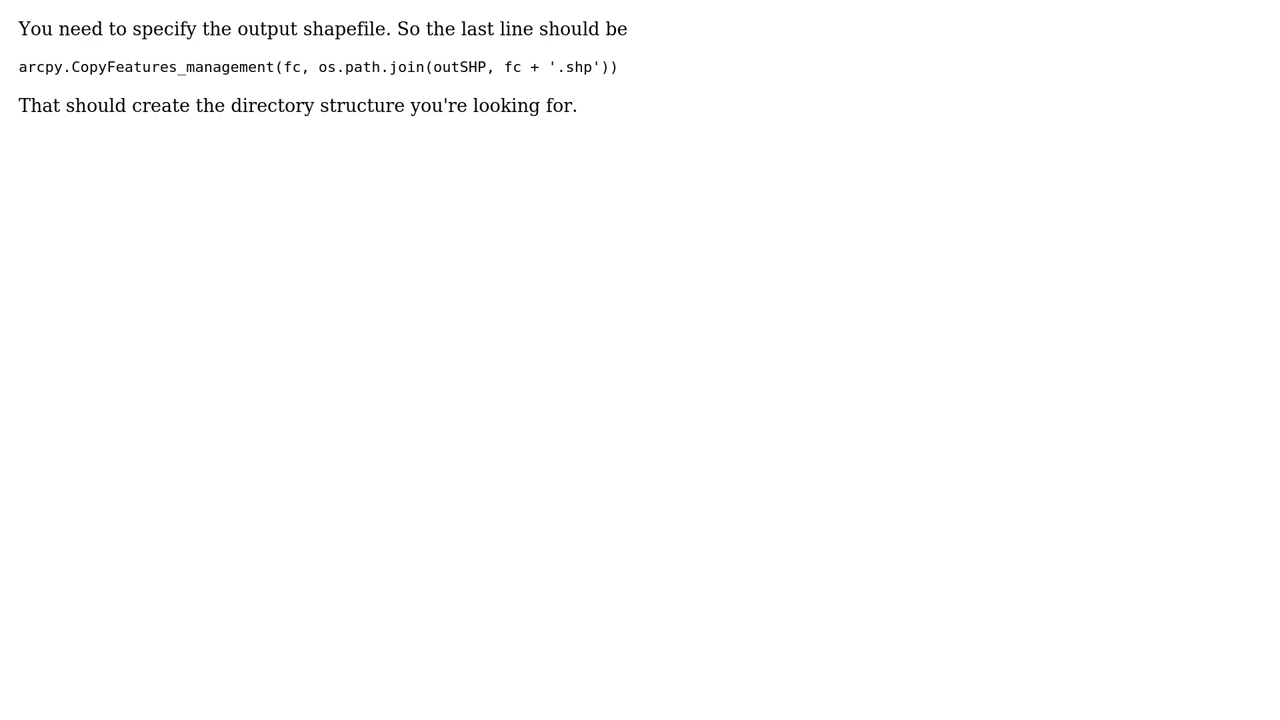 You need to specify the output shapefile. So the last line should be
arcpy.CopyFeatures_management(fc, os.path.join(outSHP, fc + '.shp'))
That should create the directory structure you're looking for.